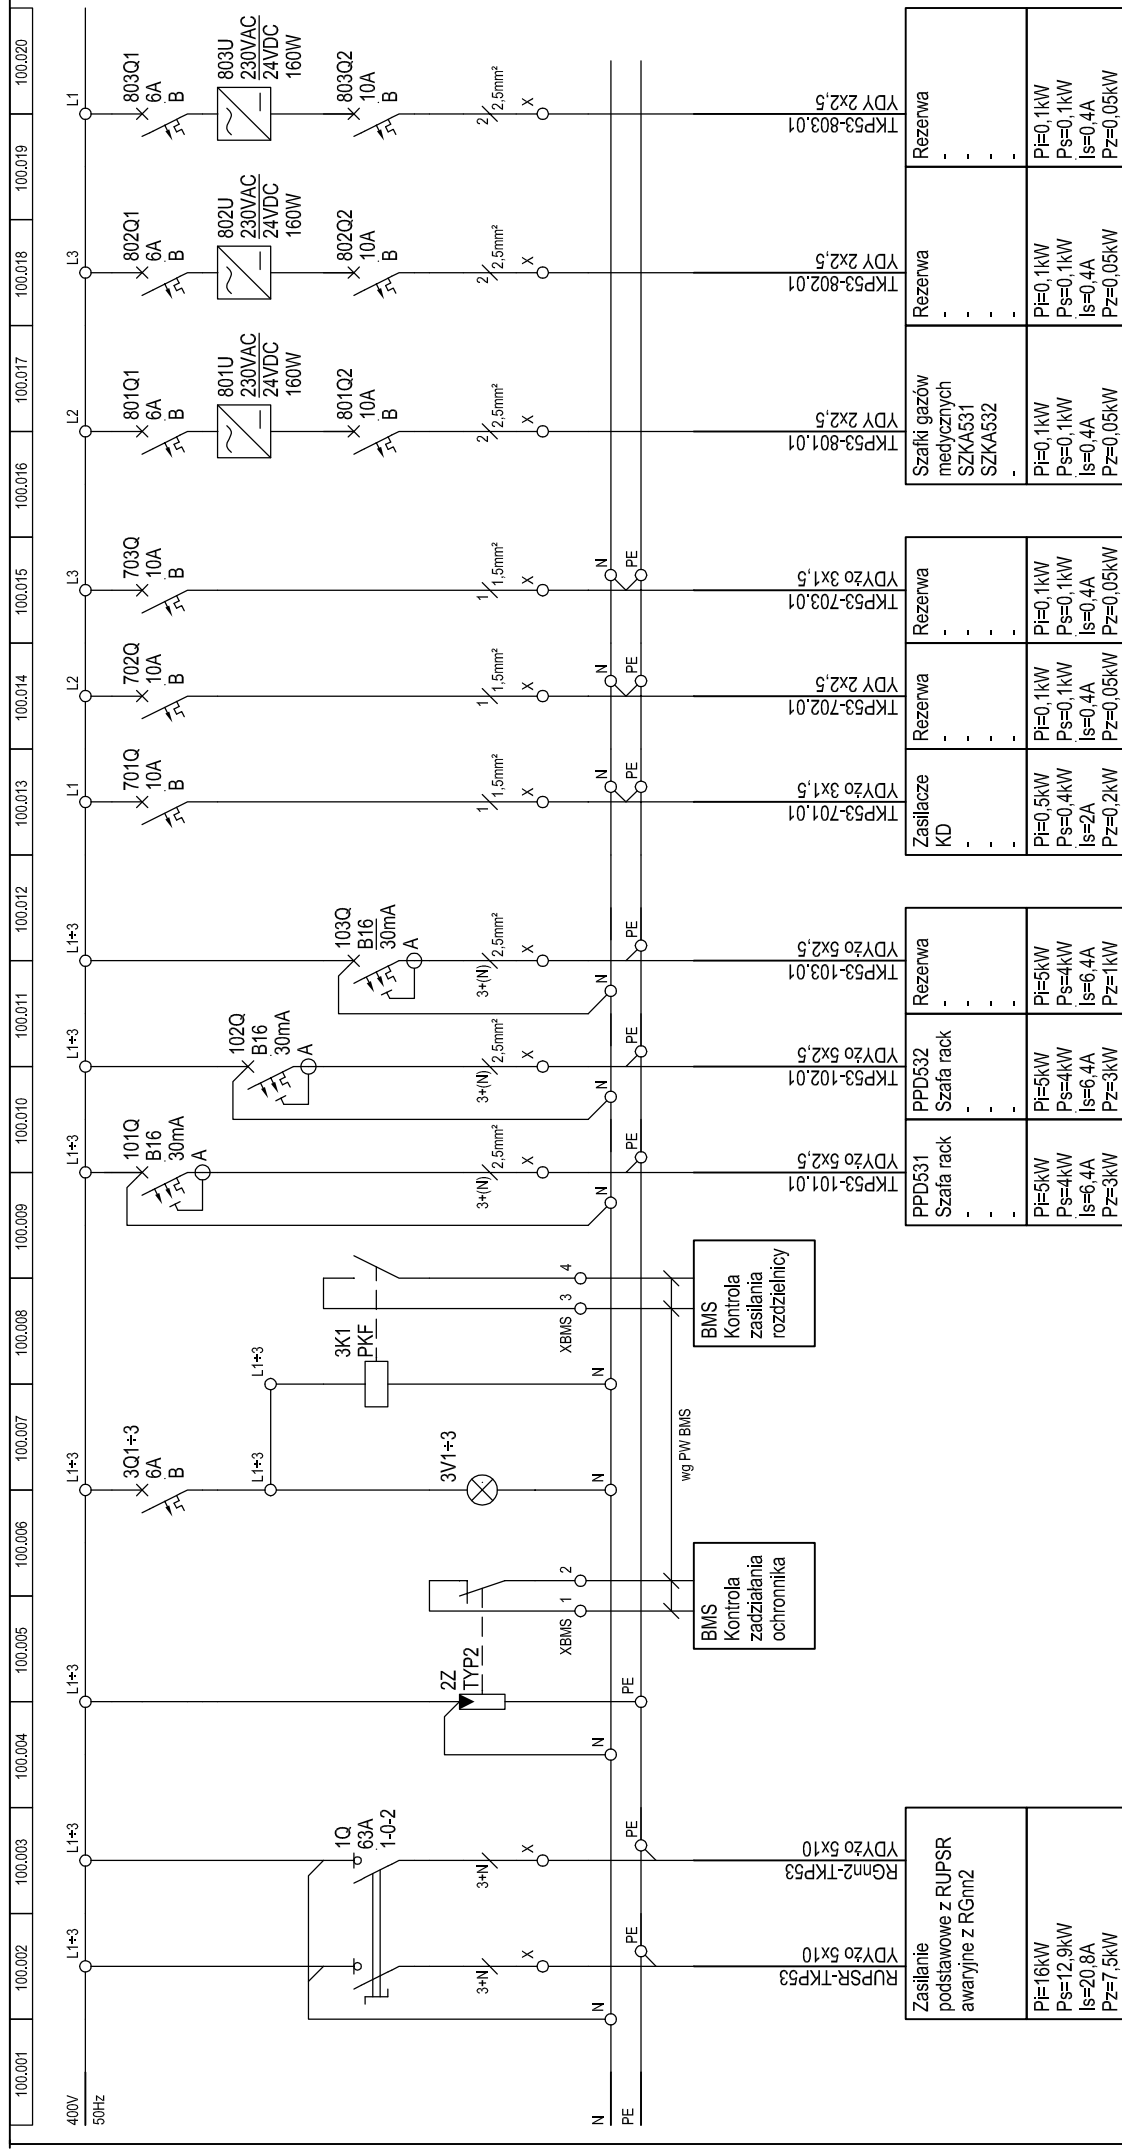 100.001
100.002
100.003
100.004
100.005
100.006
100.007
100.008
100.009
100.010
100.011
100.012
100.013
100.014
100.015
100.016
100.017
100.018
100.019
100.020
400V
50Hz
L1÷3
L1÷3
L1÷3
L1÷3
L1÷3
L1÷3
L1÷3
L1
L2
L3
L2
L3
L1
1Q
63A
1-0-2
3+N
X
3+N
X
N
PE
N
PE
PE
2Z
TYP2
N
PE
XBMS 1
2
BMS
Kontrola
zadziałania
ochronnika
3Q1÷3
6A
B
L1÷3
L1÷3
3V1÷3
N
wg PW BMS
3K1
PKF
N
XBMS 3
4
BMS
Kontrola
zasilania
rozdzielnicy
101Q
B16
30mA
A
3+(N)
2,5mm²
X
N
PE
102Q
B16
30mA
A
3+(N)
2,5mm²
X
N
PE
103Q
B16
30mA
A
3+(N)
2,5mm²
X
N
PE
701Q
10A
B
1
1,5mm²
X
N
PE
702Q
10A
B
1
1,5mm²
X
N
PE
703Q
10A
B
1
1,5mm²
X
N
PE
801Q1
6A
B
801U
230VAC
24VDC
160W
801Q2
10A
B
2
2,5mm²
X
802Q1
6A
B
802U
230VAC
24VDC
160W
802Q2
10A
B
2
2,5mm²
X
803Q1
6A
B
803U
230VAC
24VDC
160W
803Q2
10A
B
2
2,5mm²
X
RUPSR-TKP53
YDYżo 5x10
RGnn2-TKP53
YDYżo 5x10
TKP53-101.01
YDYżo 5x2,5
TKP53-102.01
YDYżo 5x2,5
TKP53-103.01
YDYżo 5x2,5
TKP53-701.01
YDYżo 3x1,5
TKP53-702.01
YDY 2x2,5
TKP53-703.01
YDYżo 3x1,5
TKP53-801.01
YDY 2x2,5
TKP53-802.01
YDY 2x2,5
TKP53-803.01
YDY 2x2,5
Zasilanie
podstawowe z RUPSR
awaryjne z RGnn2
Pi=16kW
Ps=12,9kW
Is=20,8A
Pz=7,5kW
PPD531
Szafa rack
.
.
.
Pi=5kW
Ps=4kW
Is=6,4A
Pz=3kW
PPD532
Szafa rack
.
.
.
Pi=5kW
Ps=4kW
Is=6,4A
Pz=3kW
Rezerwa
.
.
.
.
Pi=5kW
Ps=4kW
Is=6,4A
Pz=1kW
Zasilacze
KD
.
.
.
Pi=0,5kW
Ps=0,4kW
Is=2A
Pz=0,2kW
Rezerwa
.
.
.
.
Pi=0,1kW
Ps=0,1kW
Is=0,4A
Pz=0,05kW
Rezerwa
.
.
.
.
Pi=0,1kW
Ps=0,1kW
Is=0,4A
Pz=0,05kW
Szafki gazów
medycznych
SZKA531
SZKA532
.
Pi=0,1kW
Ps=0,1kW
Is=0,4A
Pz=0,05kW
Rezerwa
.
.
.
.
Pi=0,1kW
Ps=0,1kW
Is=0,4A
Pz=0,05kW
Rezerwa
.
.
.
.
Pi=0,1kW
Ps=0,1kW
Is=0,4A
Pz=0,05kW